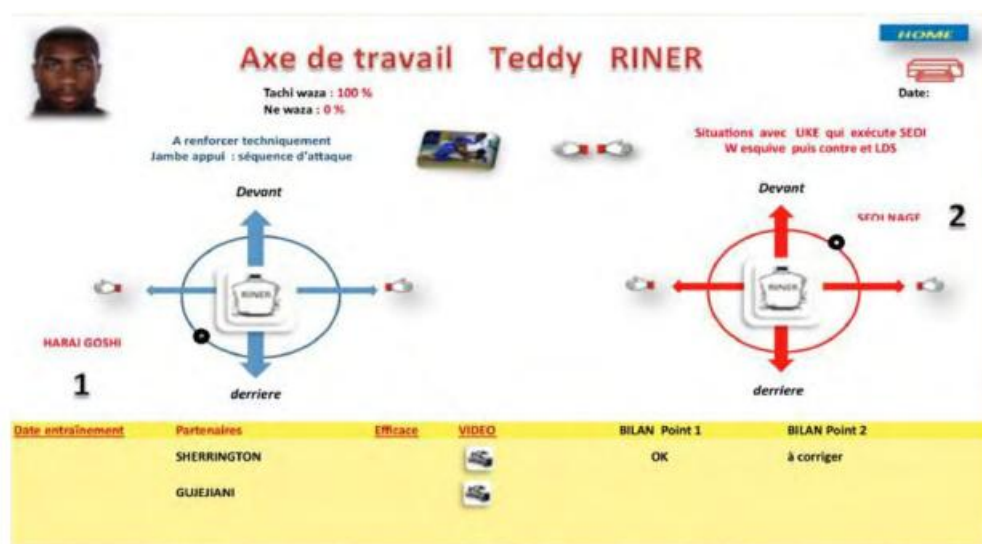 HOME
Axe de travail Teddy RINER
Tachi waza : 100 %
Ne waza : 0 %
Date:
A renforcer techniquement
Jambe appui : séquence d'attaque
Situations avec UKE qui exécute SEOI
W esquive puis contre et LDS
Devant
Devant
SEOI NAGE 2
RINER
RINER
HARAI GOSHI
1
derriere
derriere
Date entraînement Partenaires Efficace VIDEO BILAN Point 1 BILAN Point 2
SHERRINGTON OK à corriger
GUJEJIANI